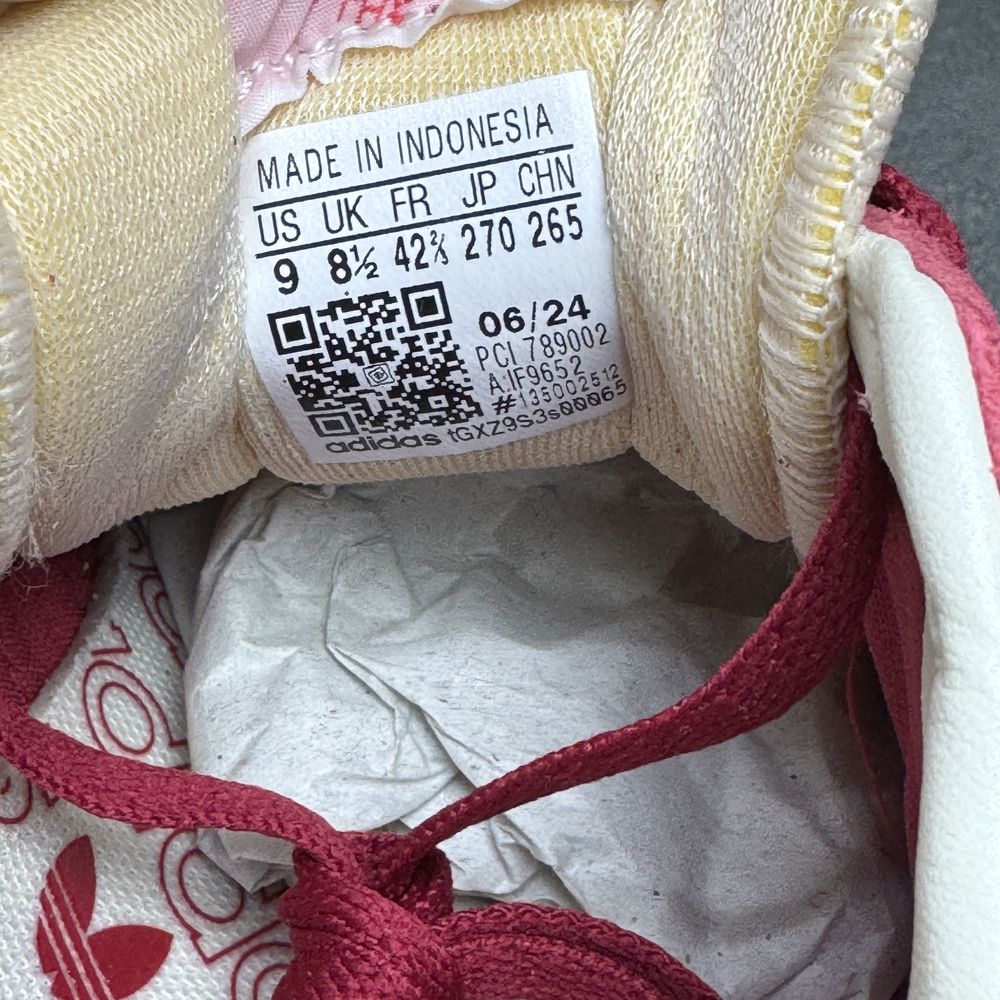 MADE IN INDONESIA
US UK FR JP CHN
9 8½ 42⅔ 270 265
06/24
PCI 789002
A:IF9652
#135002512
adidas tGXZ9S3s00065